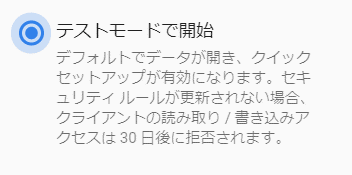 テストモードで開始
デフォルトでデータが開き、クイック
セットアップが有効になります。セキ
ュリティ ルールが更新されない場合、
クライアントの読み取り / 書き込みア
クセスは 30 日後に拒否されます。